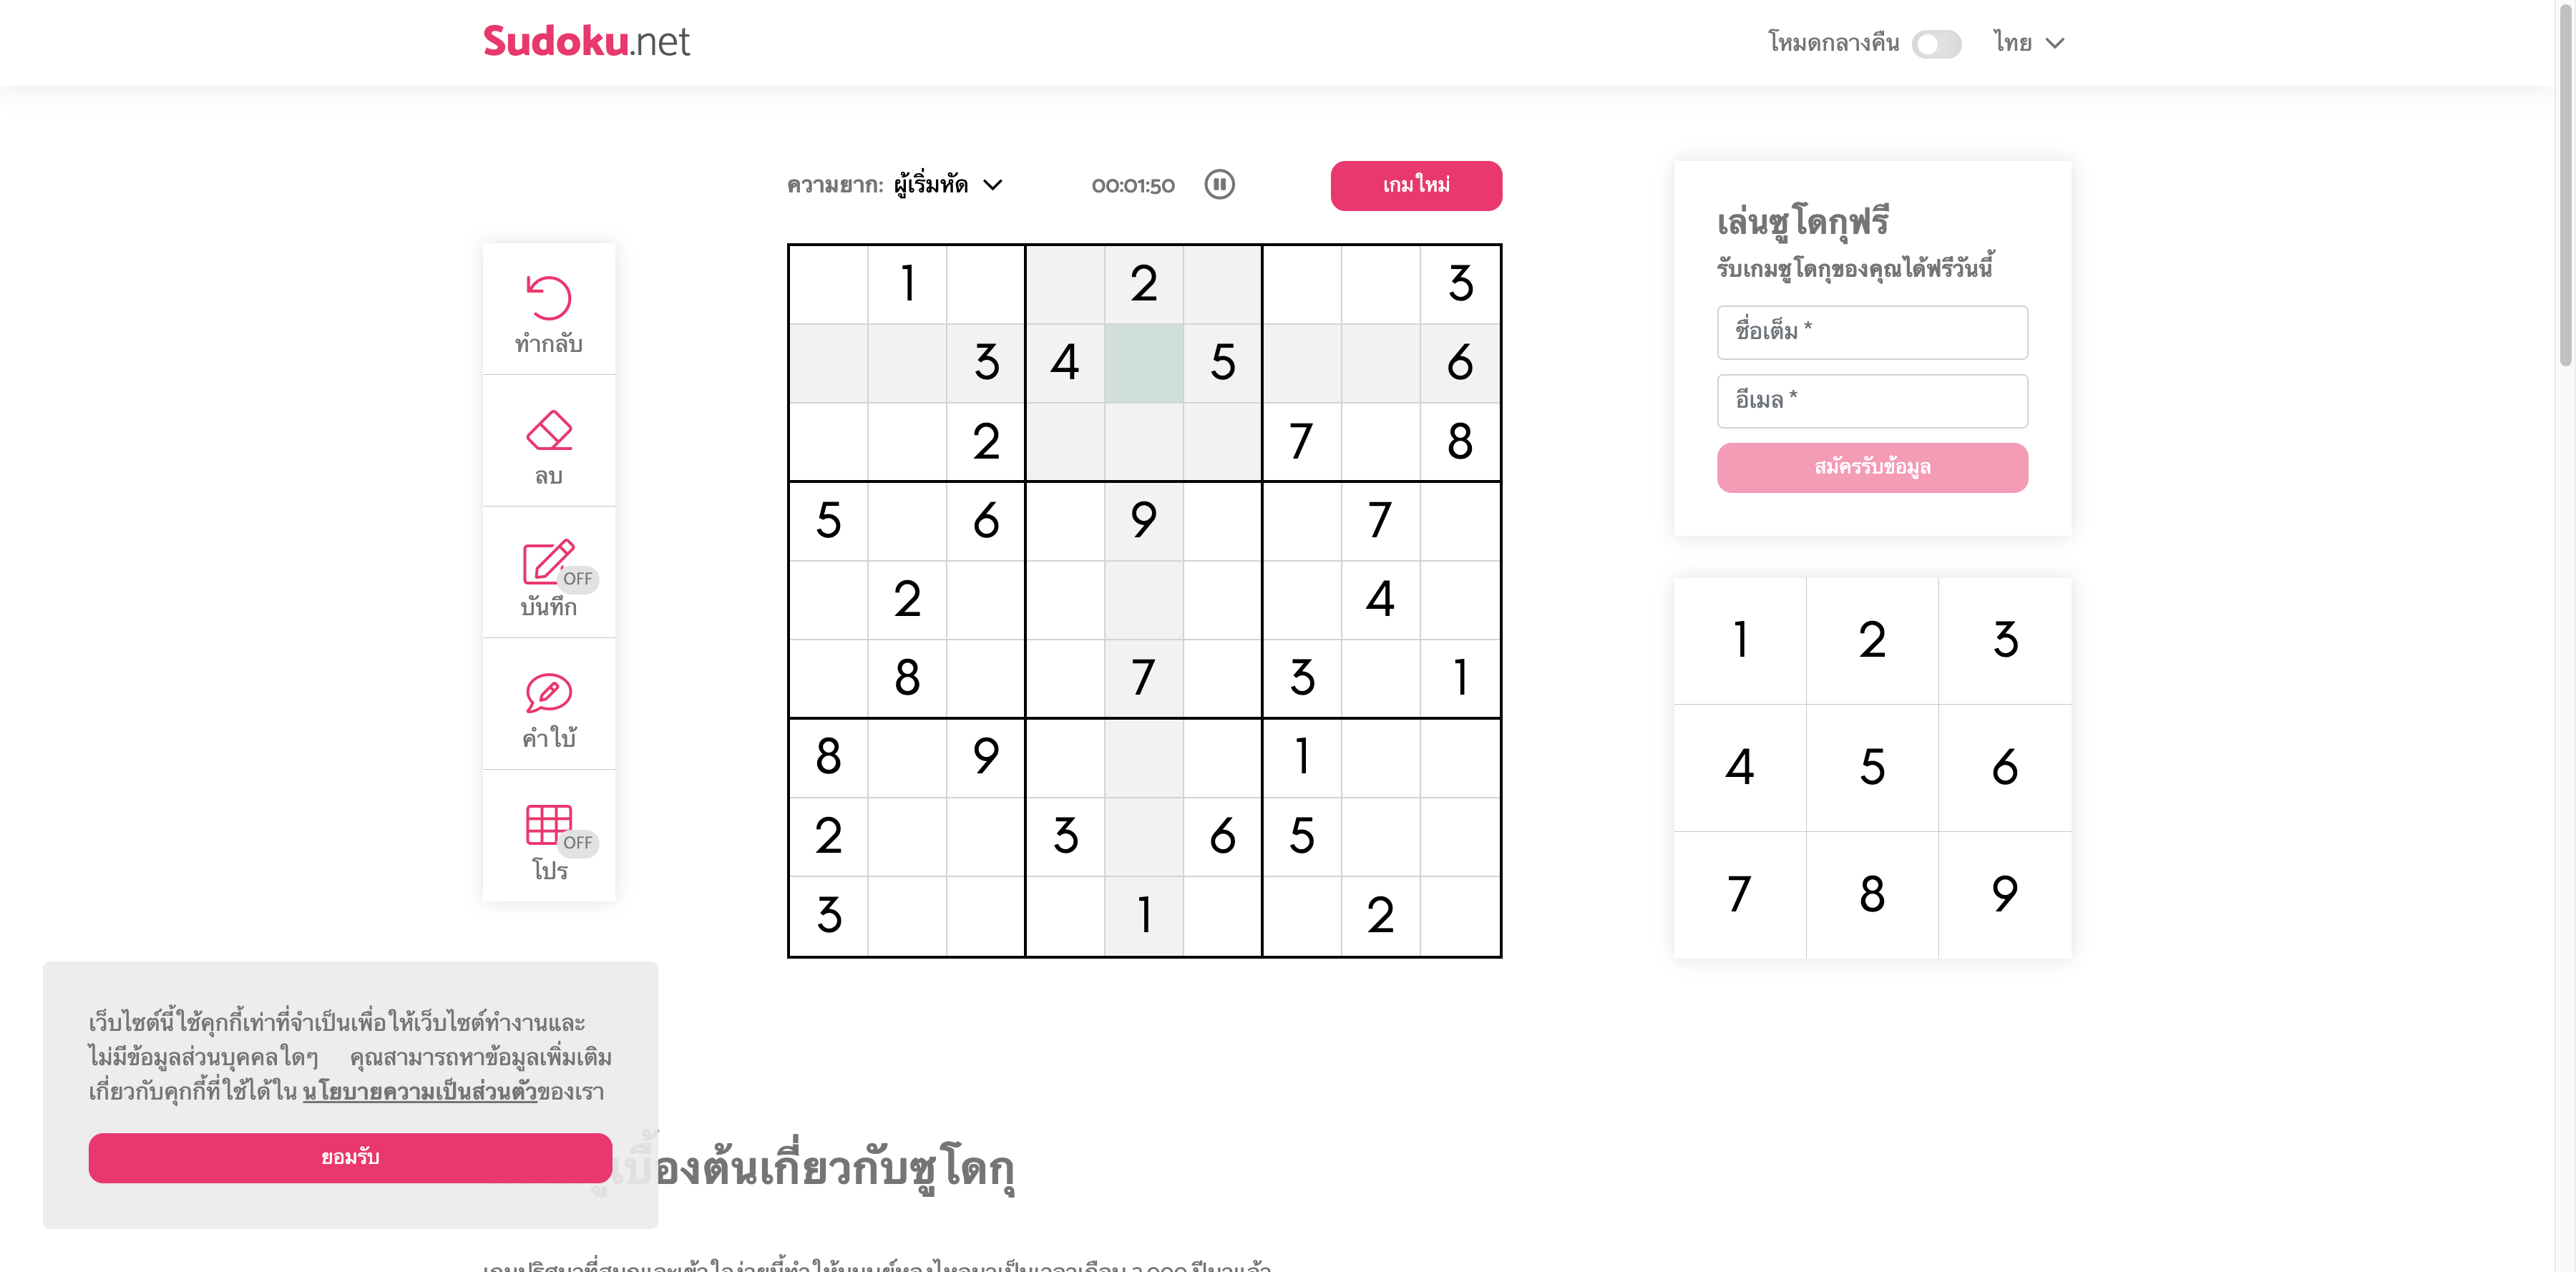 Sudoku.net
โหมดกลางคืน ไทย
ความยาก: ผู้เริ่มหัด 00:01:50 เกมใหม่
ทำกลับ
ลบ
OFF
บันทึก
คำใบ้
OFF
โปร
1 2 3
3 4 5 6
2 7 8
5 6 9 7
2 4
8 7 3 1
8 9 1
2 3 6 5
3 1 2
เล่นซูโดกุฟรี
รับเกมซูโดกุของคุณได้ฟรีวันนี้
ชื่อเต็ม *
อีเมล *
สมัครรับข้อมูล
1 2 3
4 5 6
7 8 9
เว็บไซต์นี้ใช้คุกกี้เท่าที่จำเป็นเพื่อให้เว็บไซต์ทำงานและ
ไม่มีข้อมูลส่วนบุคคลใดๆ คุณสามารถหาข้อมูลเพิ่มเติม
เกี่ยวกับคุกกี้ที่ใช้ได้ใน นโยบายความเป็นส่วนตัวของเรา
ยอมรับ
เบื้องต้นเกี่ยวกับซูโดกุ